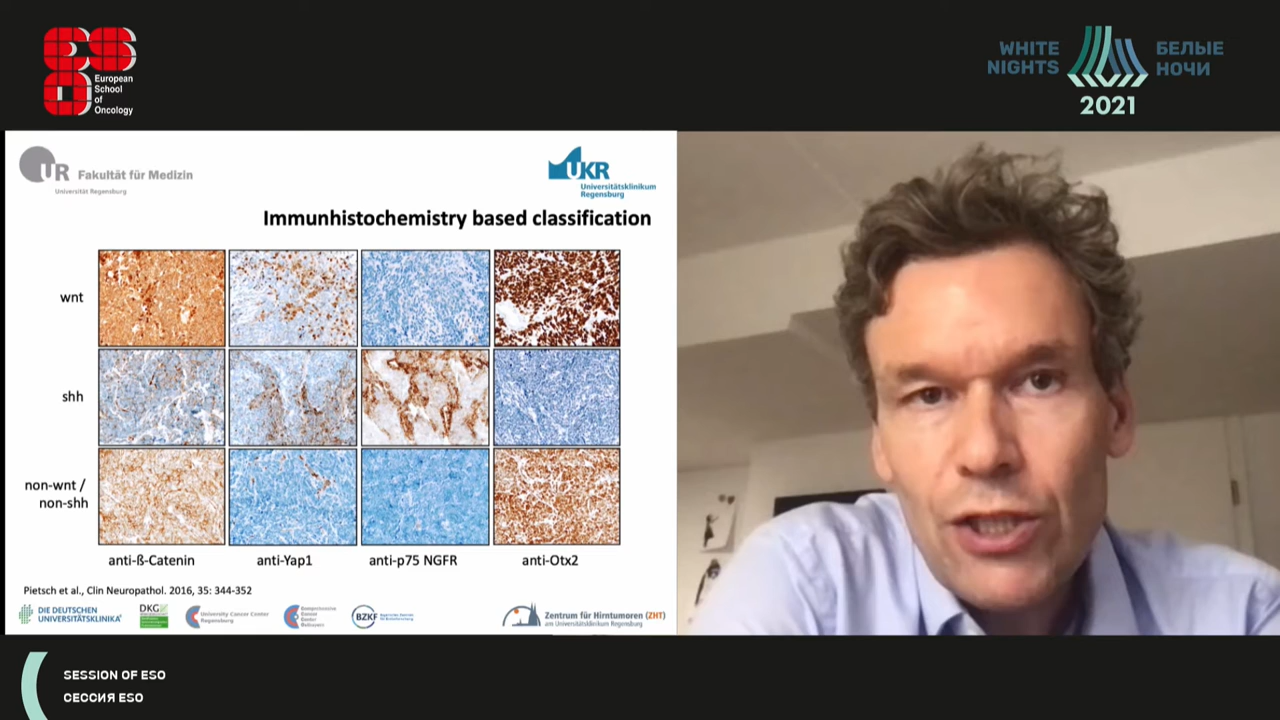 European
School
of
Oncology
WHITE
NIGHTS
БЕЛЫЕ
НОЧИ
2021
UR Fakultät für Medizin
Universität Regensburg
UKR
Universitätsklinikum
Regensburg
Immunhistochemistry based classification
wnt
shh
non-wnt /
non-shh
anti-ß-Catenin
anti-Yap1
anti-p75 NGFR
anti-Otx2
Pietsch et al., Clin Neuropathol. 2016, 35: 344-352
DIE DEUTSCHEN
UNIVERSITÄTSKLINIKA
DKG
University Cancer Center
Regensburg
Comprehensive
Cancer
Center
BZKF
Zentrum für Hirntumoren (ZHT)
am Universitätsklinikum Regensburg
SESSION OF ESO
СЕССИЯ ESO